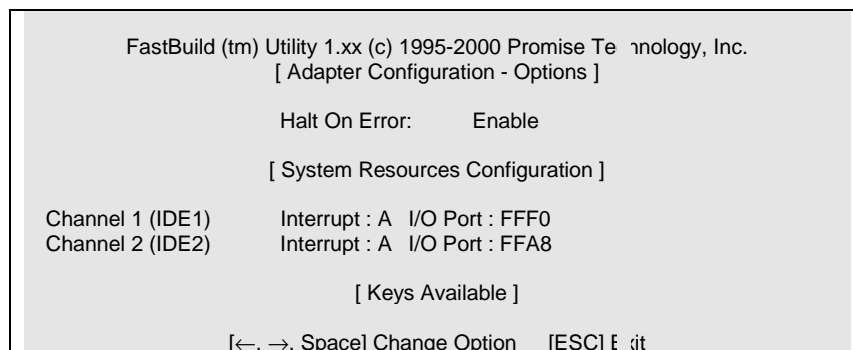 FastBuild (tm) Utility 1.xx (c) 1995-2000 Promise Technology, Inc.
[ Adapter Configuration - Options ]
Halt On Error: Enable
[ System Resources Configuration ]
Channel 1 (IDE1) Interrupt : A I/O Port : FFF0
Channel 2 (IDE2) Interrupt : A I/O Port : FFA8
[ Keys Available ]
[←, →, Space] Change Option [ESC] Exit